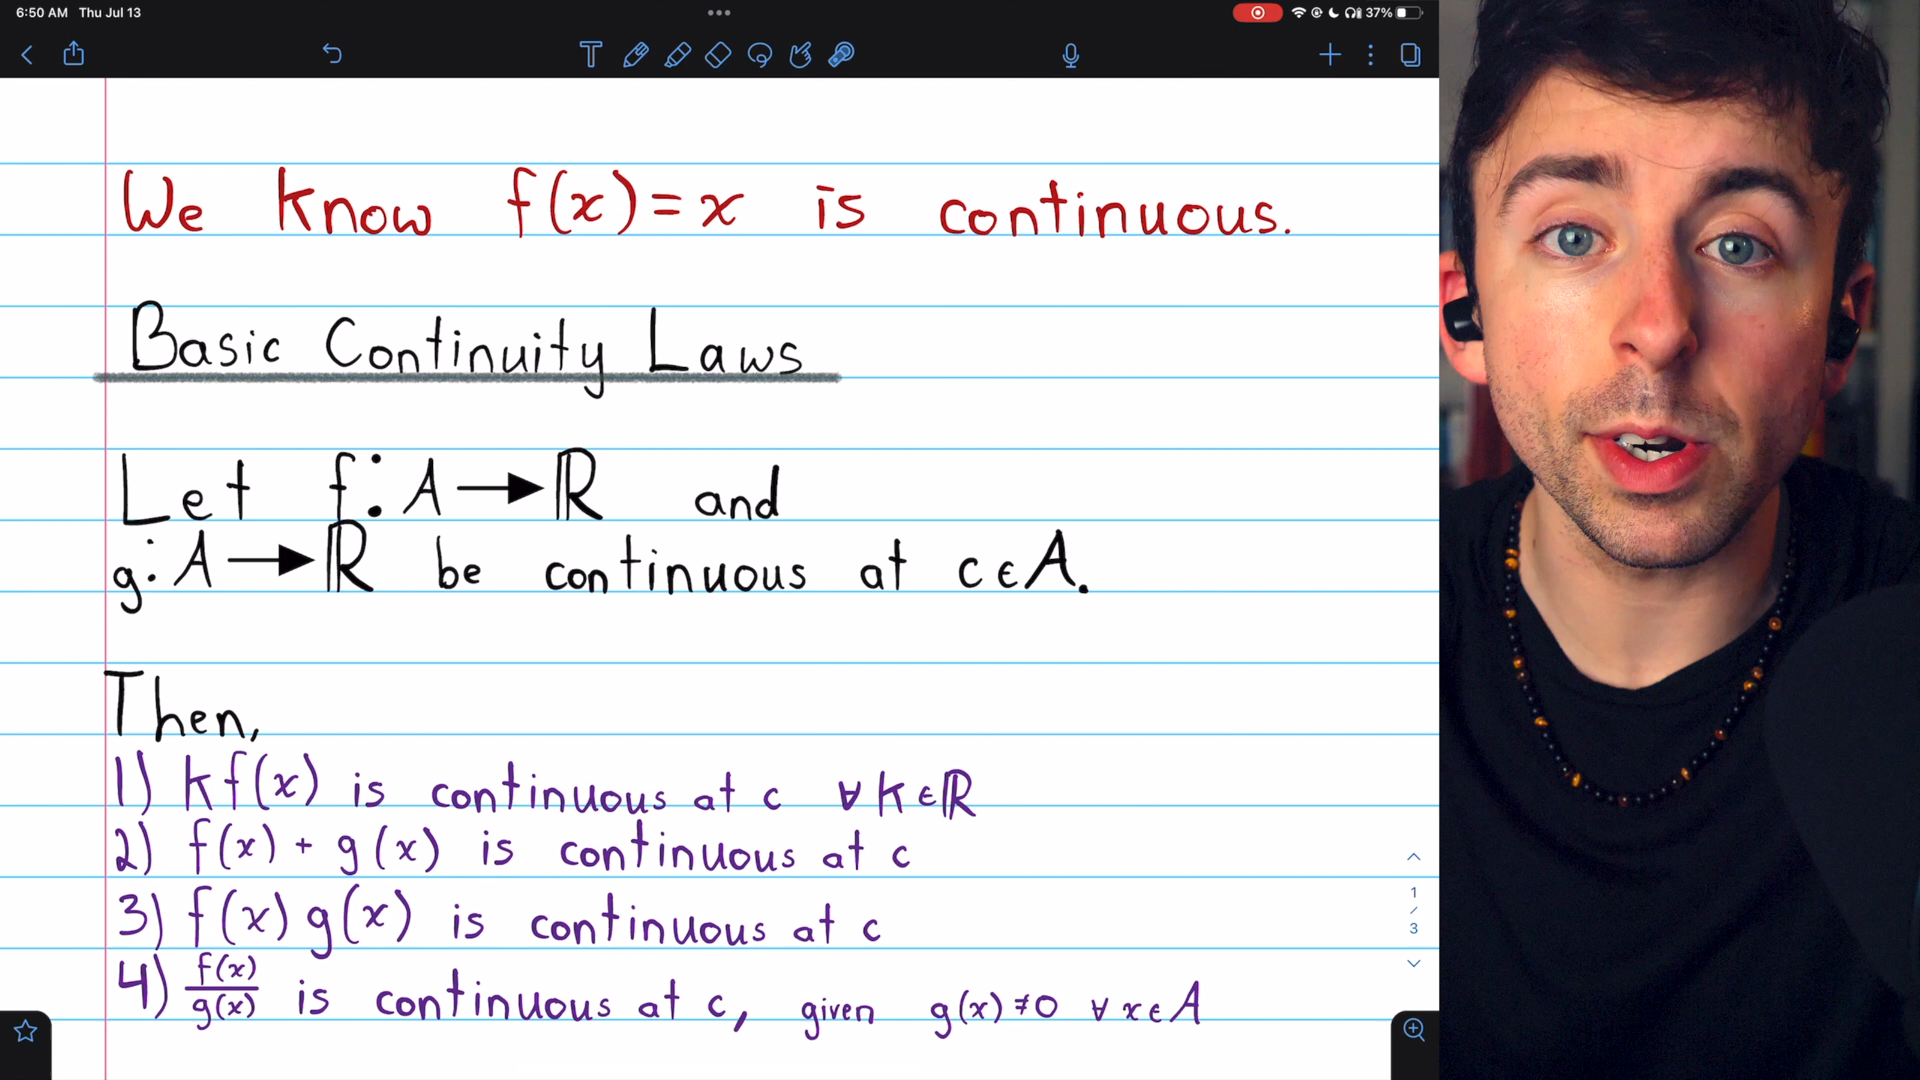 6:50 AM Thu Jul 13
37%
We know f(x)=x is continuous.
Basic Continuity Laws
Let f: A→ℝ and
g: A→ℝ be continuous at c∈A.
Then,
1) kf(x) is continuous at c ∀ k∈ℝ
2) f(x) + g(x) is continuous at c
3) f(x) g(x) is continuous at c
4) f(x)/g(x) is continuous at c, given g(x)≠0 ∀ x∈A
1/3